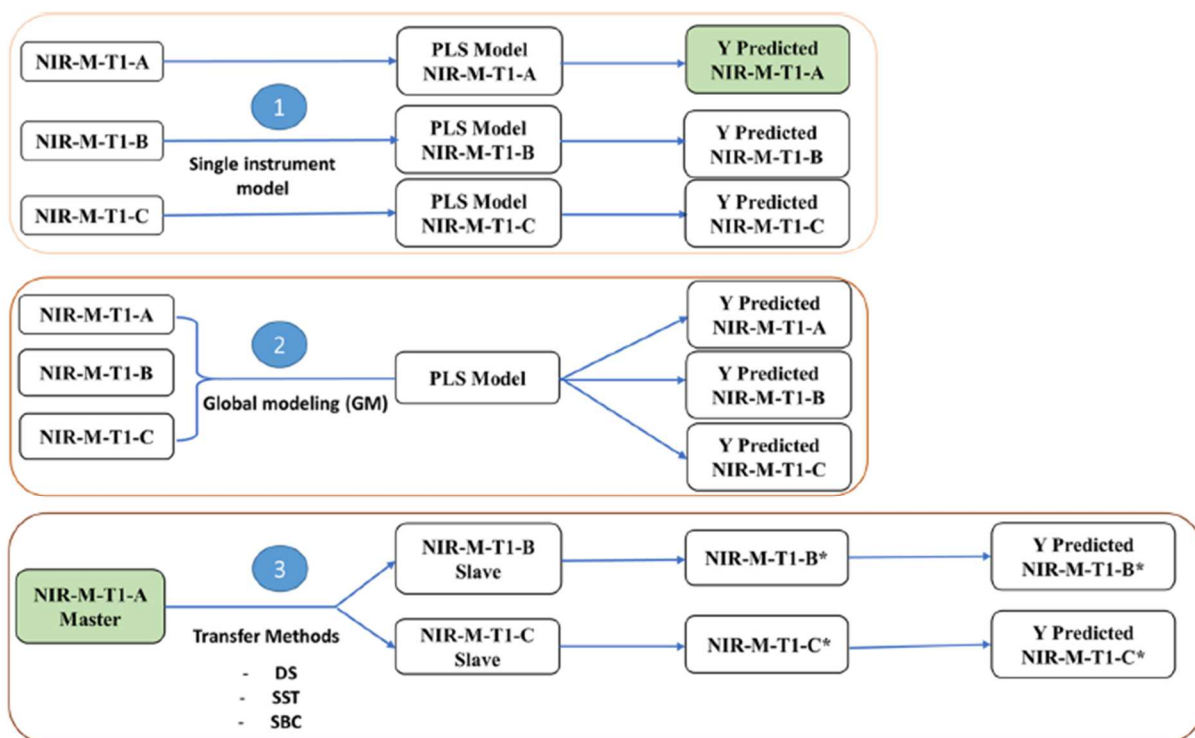 NIR-M-T1-A
PLS Model
NIR-M-T1-A
Y Predicted
NIR-M-T1-A
1
NIR-M-T1-B
PLS Model
NIR-M-T1-B
Y Predicted
NIR-M-T1-B
Single instrument
model
NIR-M-T1-C
PLS Model
NIR-M-T1-C
Y Predicted
NIR-M-T1-C
NIR-M-T1-A
NIR-M-T1-B
NIR-M-T1-C
2
Global modeling (GM)
PLS Model
Y Predicted
NIR-M-T1-A
Y Predicted
NIR-M-T1-B
Y Predicted
NIR-M-T1-C
NIR-M-T1-A
Master
3
Transfer Methods
- DS
- SST
- SBC
NIR-M-T1-B
Slave
NIR-M-T1-B*
Y Predicted
NIR-M-T1-B*
NIR-M-T1-C
Slave
NIR-M-T1-C*
Y Predicted
NIR-M-T1-C*